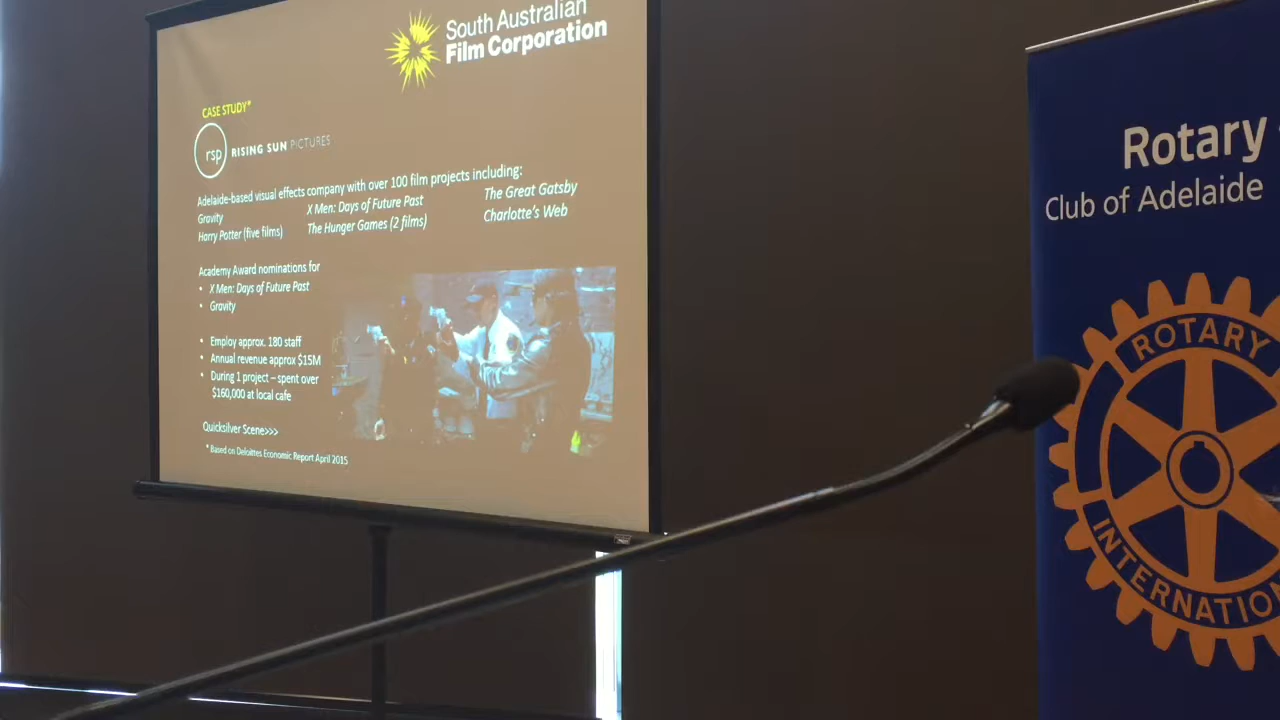 South Australian
Film Corporation
CASE STUDY*
rsp RISING SUN PICTURES
Adelaide-based visual effects company with over 100 film projects including:
Gravity X Men: Days of Future Past The Great Gatsby
Harry Potter (five films) The Hunger Games (2 films) Charlotte's Web
Academy Award nominations for
• X Men: Days of Future Past
• Gravity
• Employ approx. 180 staff
• Annual revenue approx $15M
• During 1 project – spent over
$160,000 at local cafe
Quicksilver Scene>>>
* Based on Deloittes Economic Report April 2015
Rotary
Club of Adelaide
ROTARY
INTERNATIO